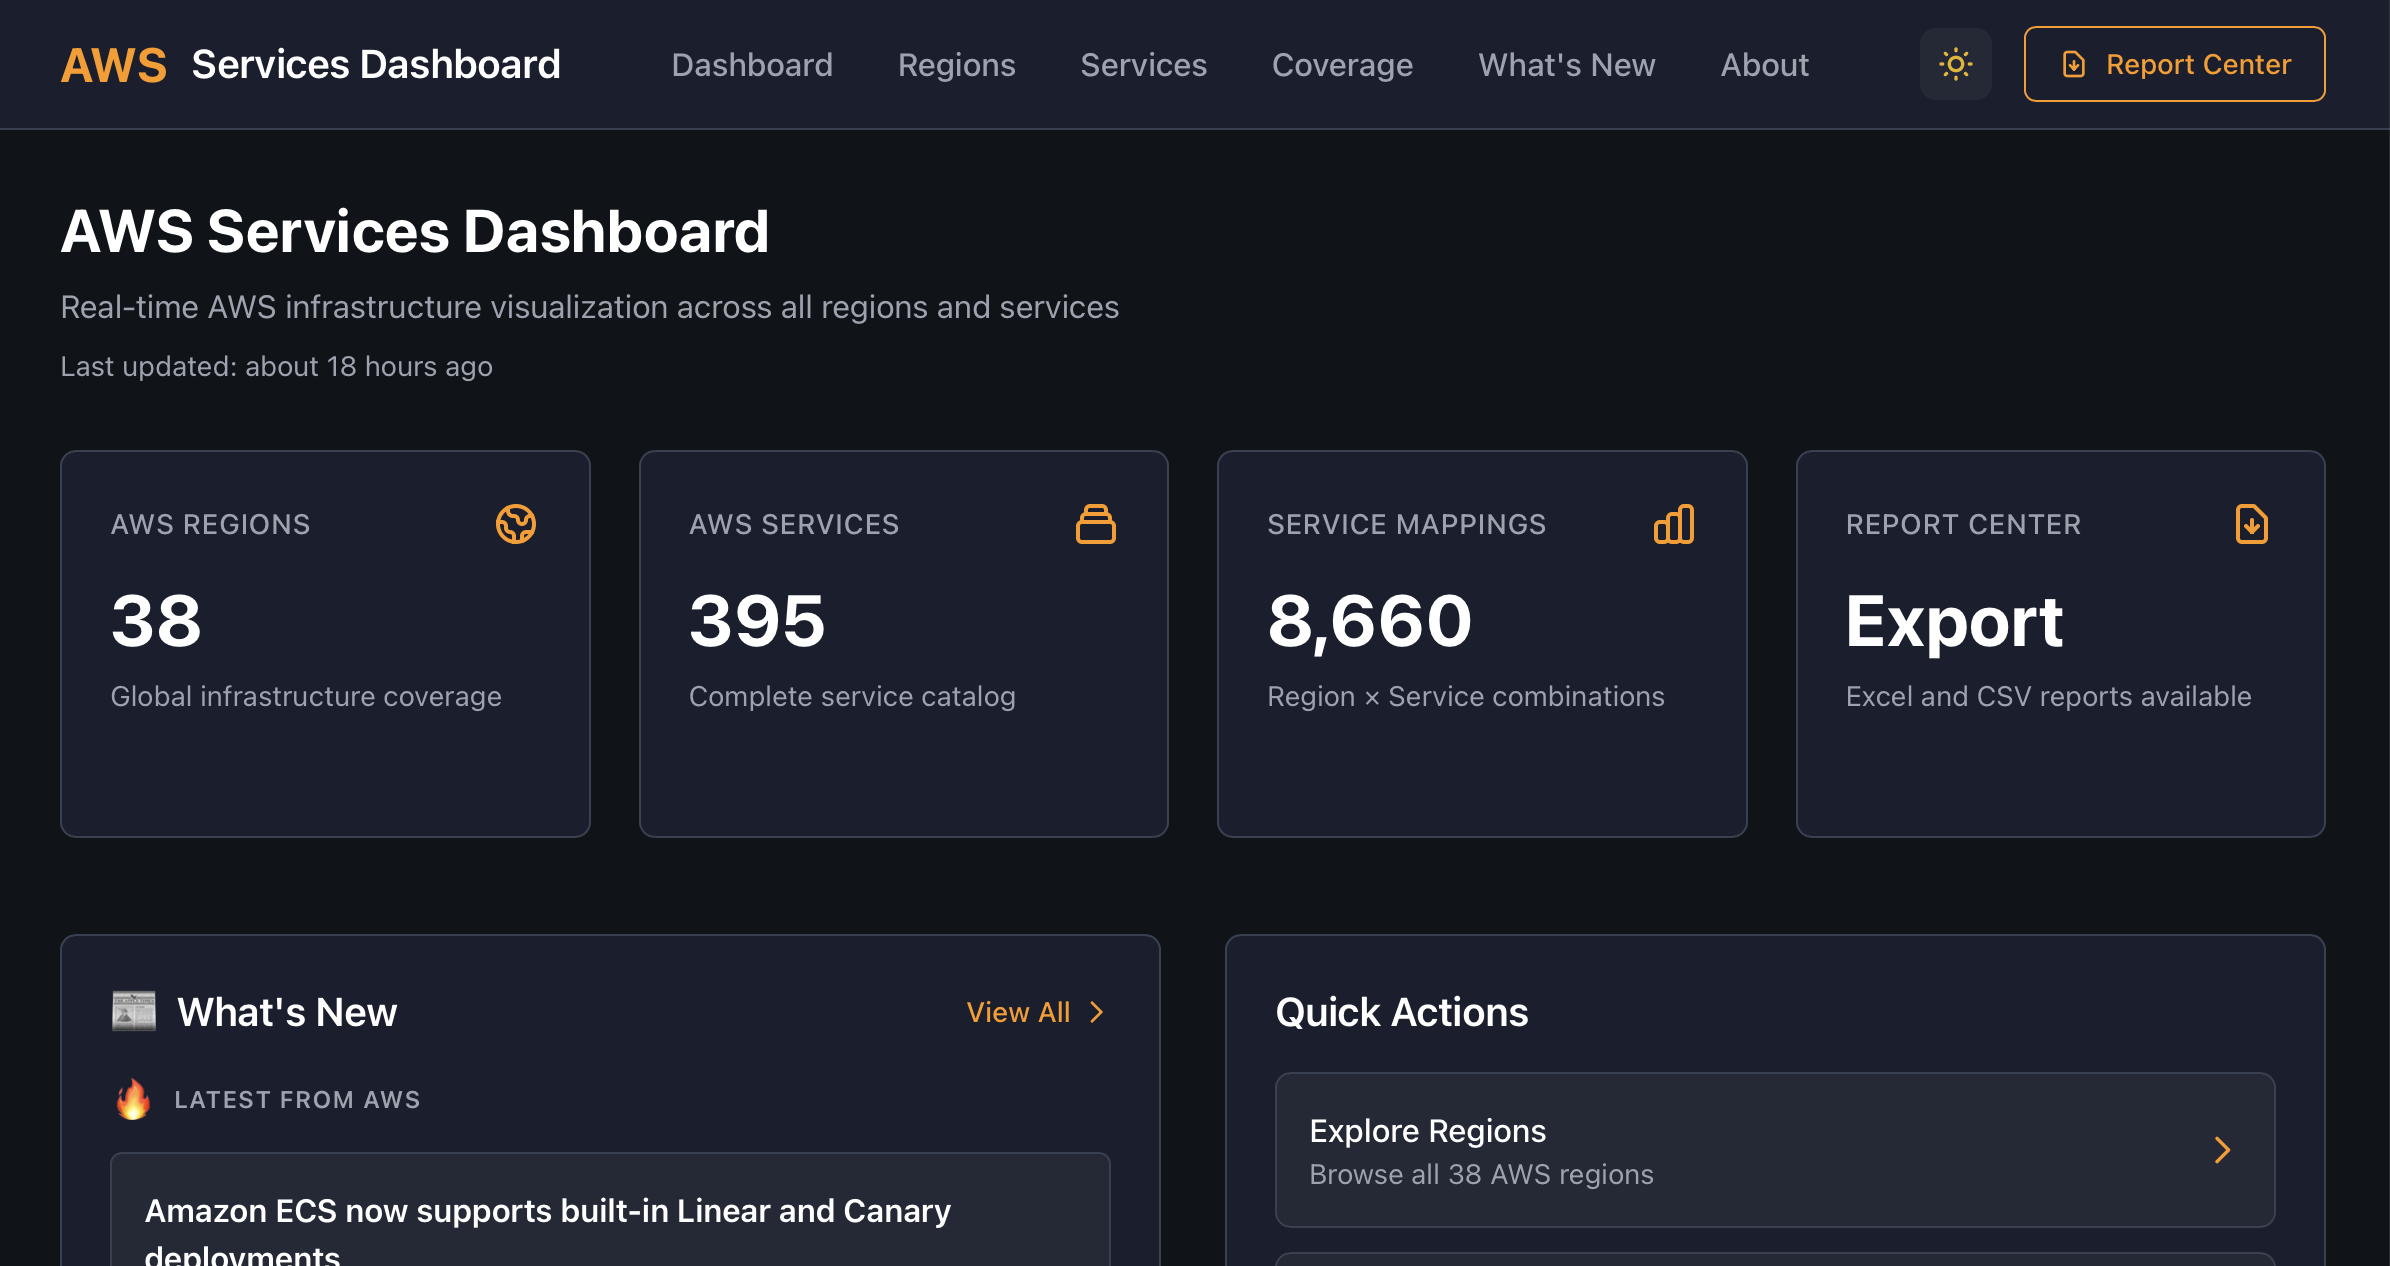 AWS Services Dashboard
Dashboard
Regions
Services
Coverage
What's New
About
Report Center
AWS Services Dashboard
Real-time AWS infrastructure visualization across all regions and services
Last updated: about 18 hours ago
AWS REGIONS
38
Global infrastructure coverage
AWS SERVICES
395
Complete service catalog
SERVICE MAPPINGS
8,660
Region × Service combinations
REPORT CENTER
Export
Excel and CSV reports available
What's New
View All
LATEST FROM AWS
Amazon ECS now supports built-in Linear and Canary
deployments
Quick Actions
Explore Regions
Browse all 38 AWS regions